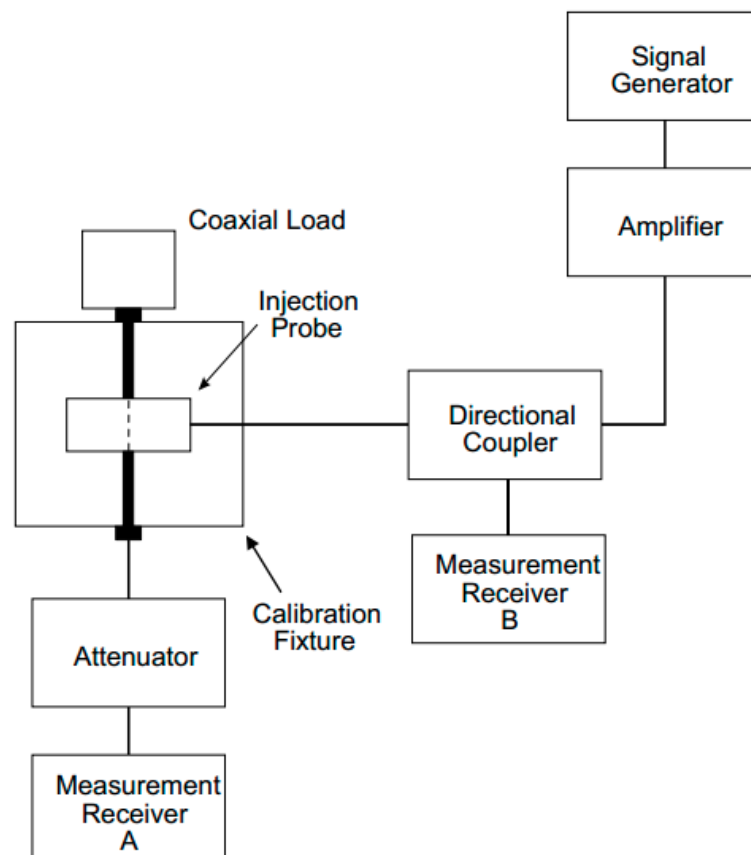 Signal
Generator
Amplifier
Coaxial Load
Injection
Probe
Directional
Coupler
Measurement
Receiver
B
Calibration
Fixture
Attenuator
Measurement
Receiver
A